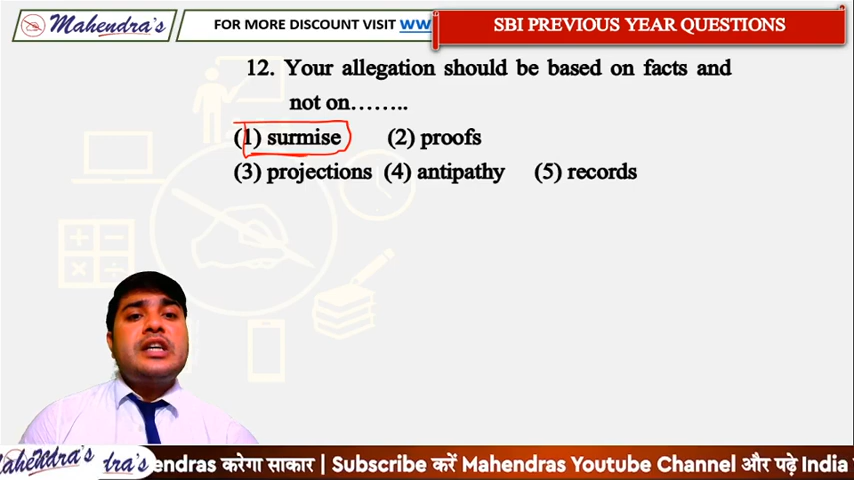 Mahendra's
FOR MORE DISCOUNT VISIT WW
SBI PREVIOUS YEAR QUESTIONS
12. Your allegation should be based on facts and
not on……..
(1) surmise (2) proofs
(3) projections (4) antipathy (5) records
Mahendra's dra's endras करेगा साकार | Subscribe करें Mahendras Youtube Channel और पढ़े India